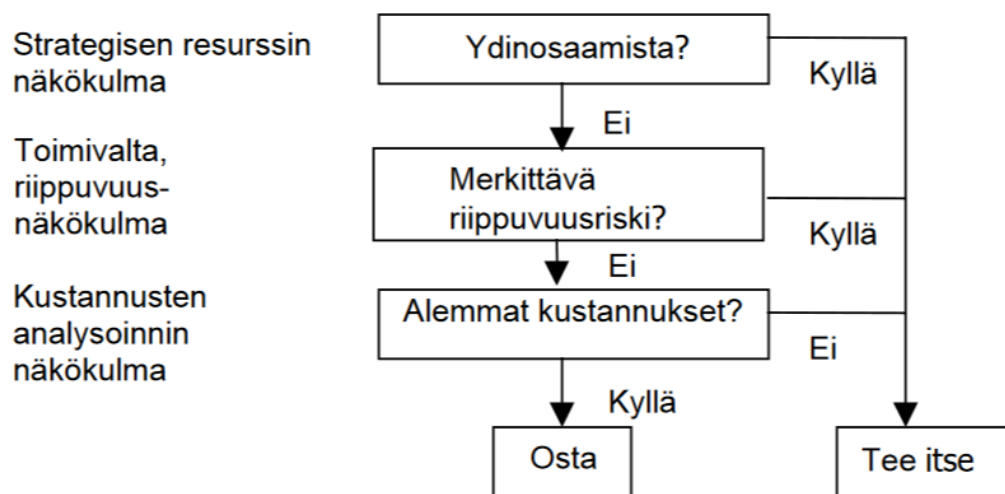 Strategisen resurssin
näkökulma
Ydinosaamista?
Kyllä
Ei
Toimivalta,
riippuvuus-
näkökulma
Merkittävä
riippuvuusriski?
Kyllä
Ei
Kustannusten
analysoinnin
näkökulma
Alemmat kustannukset?
Ei
Kyllä
Osta
Tee itse